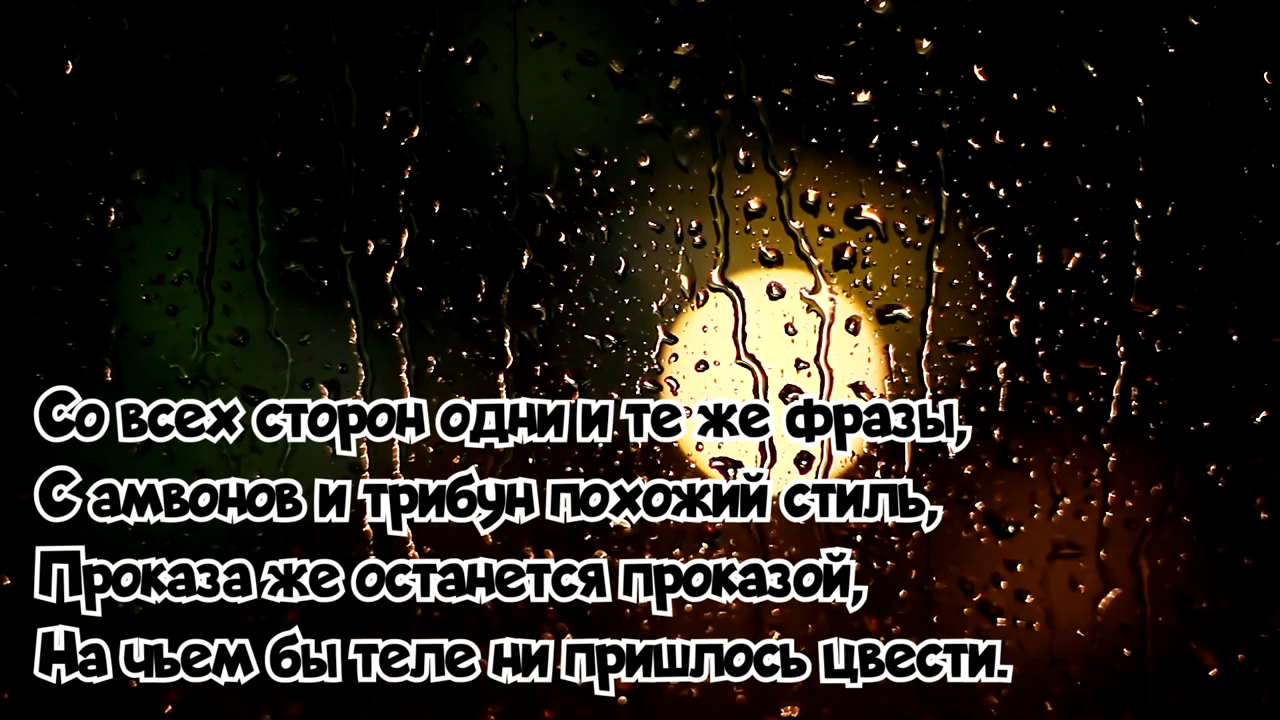 Со всех сторон одни и те же фразы,
С амвонов и трибун похожий стиль,
Проказа же останется проказой,
На чьем бы теле ни пришлось цвести.